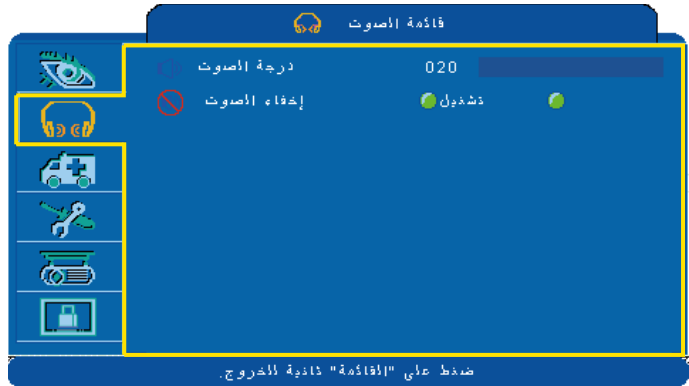 قائمة الصوت
درجة الصوت 020
إخفاء الصوت تشغيل
ضغط على "القائمة" ثانية للخروج.